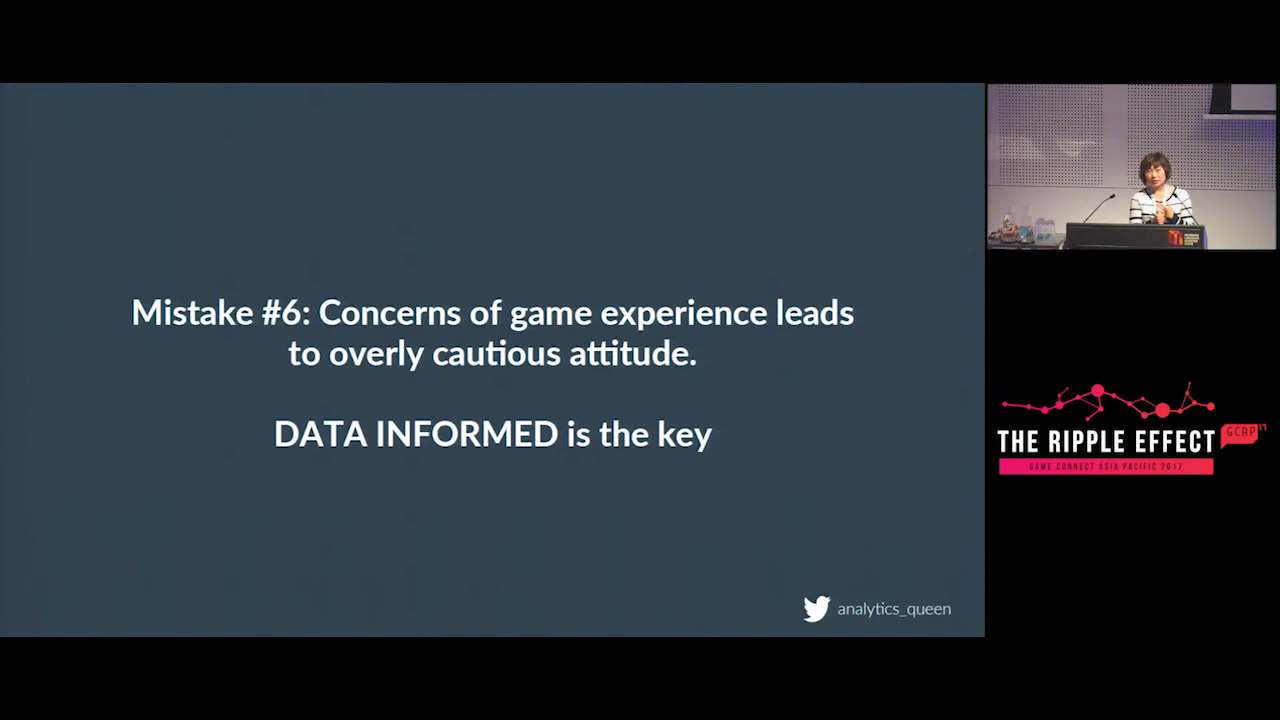 Mistake #6: Concerns of game experience leads
to overly cautious attitude.
DATA INFORMED is the key
analytics_queen
THE RIPPLE EFFECT
GCAP 17
GAME CONNECT ASIA PACIFIC 2017